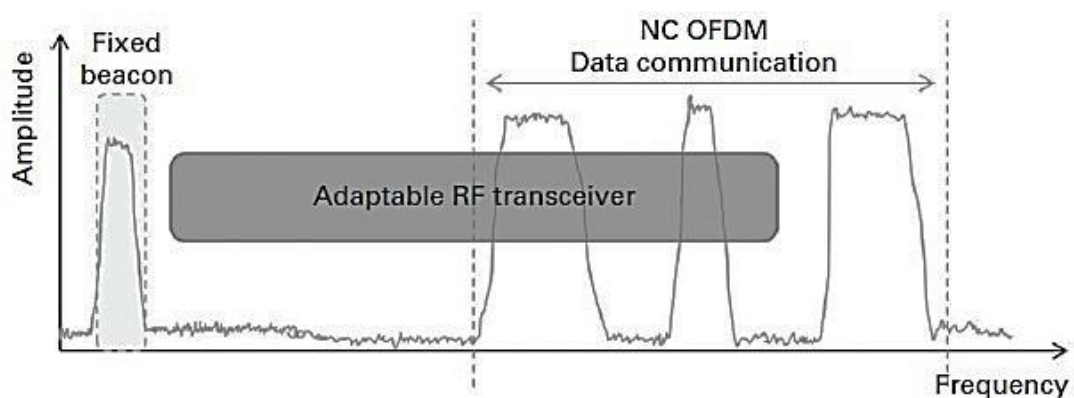 NC OFDM
Data communication
Fixed
beacon
Amplitude
Adaptable RF transceiver
Frequency